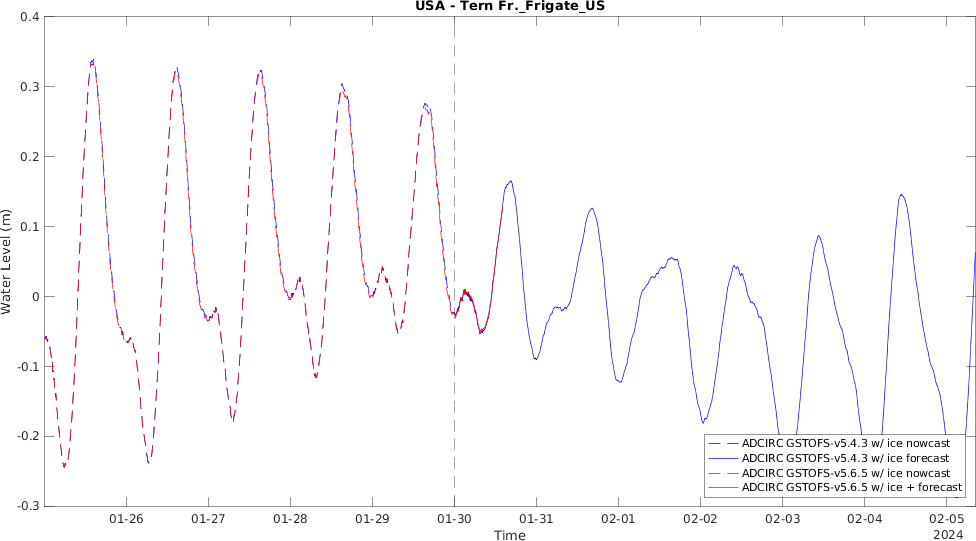 USA - Tern Fr._Frigate_US
0.4
0.3
0.2
0.1
0
-0.1
-0.2
-0.3
Water Level (m)
ADCIRC GSTOFS-v5.4.3 w/ ice nowcast
ADCIRC GSTOFS-v5.4.3 w/ ice forecast
ADCIRC GSTOFS-v5.6.5 w/ ice nowcast
ADCIRC GSTOFS-v5.6.5 w/ ice + forecast
01-26 01-27 01-28 01-29 01-30 01-31 02-01 02-02 02-03 02-04 02-05
Time
2024